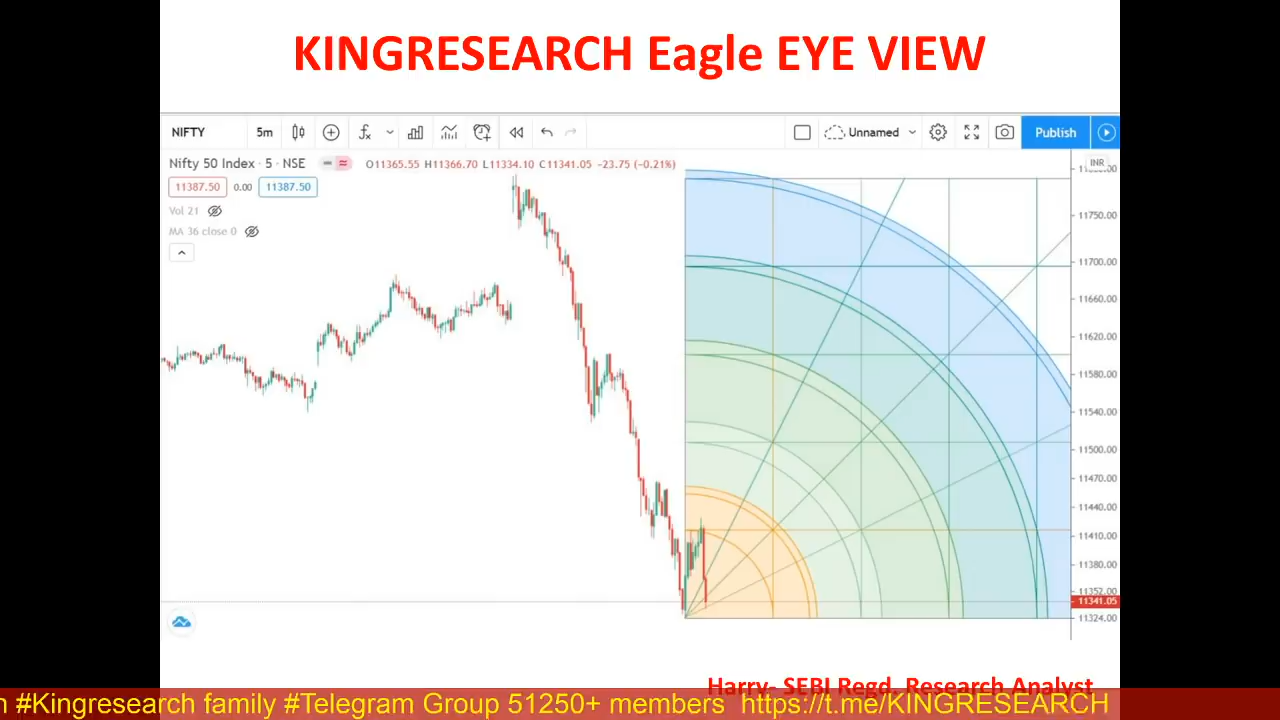 KINGRESEARCH Eagle EYE VIEW
NIFTY 5m Unnamed Publish
Nifty 50 Index · 5 · NSE O11365.55 H11366.70 L11334.10 C11341.05 -23.75 (-0.21%)
INR
11387.50 0.00 11387.50
Vol 21
MA 36 close 0
11750.00
11700.00
11660.00
11620.00
11580.00
11540.00
11500.00
11470.00
11440.00
11410.00
11380.00
11352.00
11341.05
11324.00
Harry- SEBI Regd. Research Analyst
#Kingresearch family #Telegram Group 51250+ members https://t.me/KINGRESEARCH